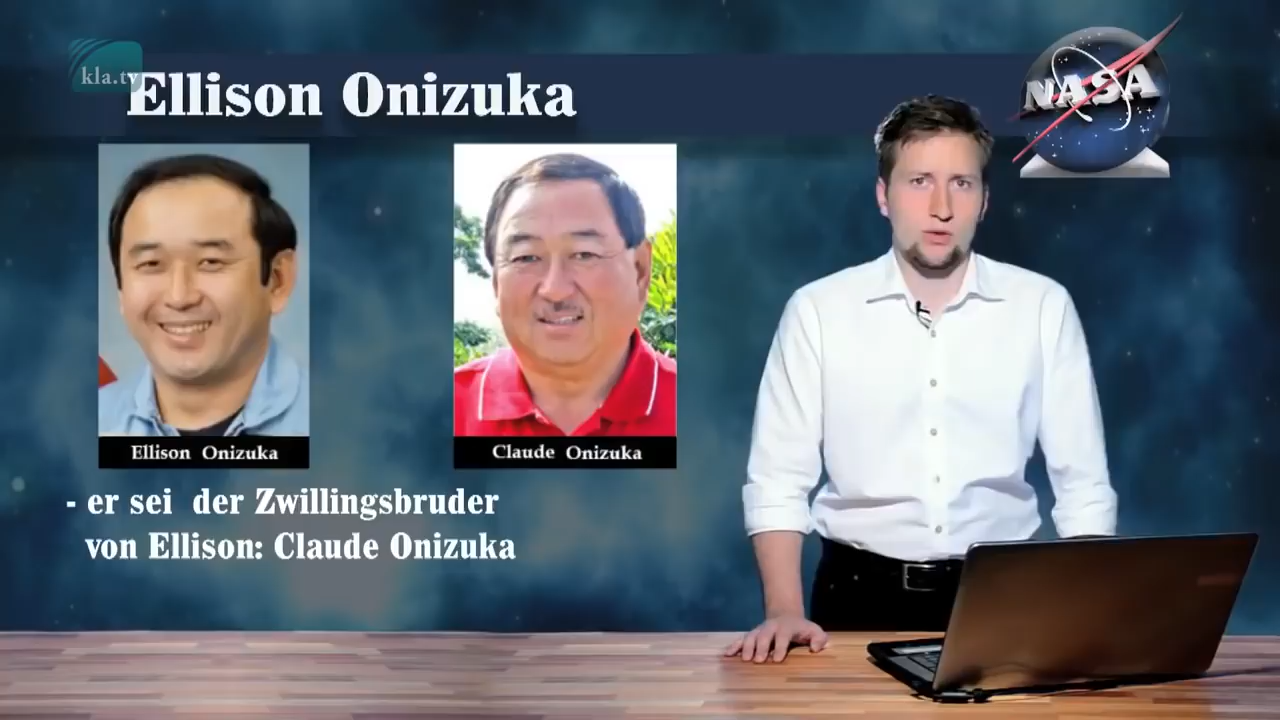 kla.tv
Ellison Onizuka
NASA
Ellison Onizuka
Claude Onizuka
- er sei der Zwillingsbruder
von Ellison: Claude Onizuka